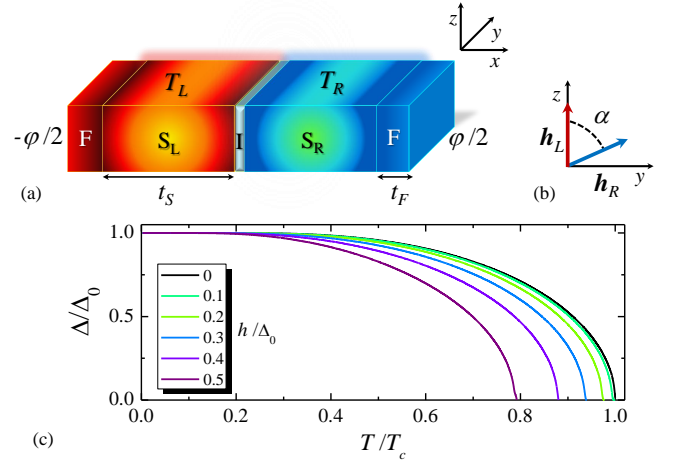 z
y
x
T_L
T_R
-φ/2
F
S_L
I
S_R
F
φ/2
(a)
t_S
t_F
z
α
h_L
h_R
y
(b)
Δ/Δ_0
1.0
0.5
0.0
0
0.1
0.2
0.3
0.4
0.5
h/Δ_0
0.0
0.2
0.4
0.6
0.8
1.0
T/T_c
(c)